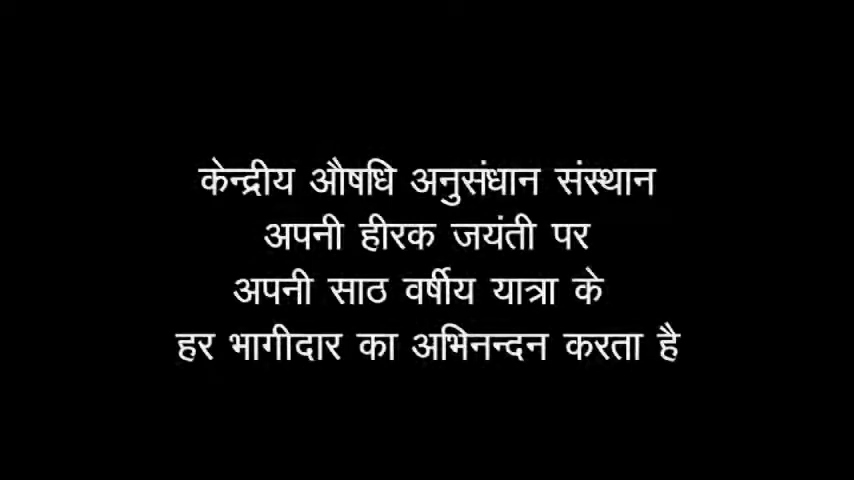 केन्द्रीय औषधि अनुसंधान संस्थान
अपनी हीरक जयंती पर
अपनी साठ वर्षीय यात्रा के
हर भागीदार का अभिनन्दन करता है